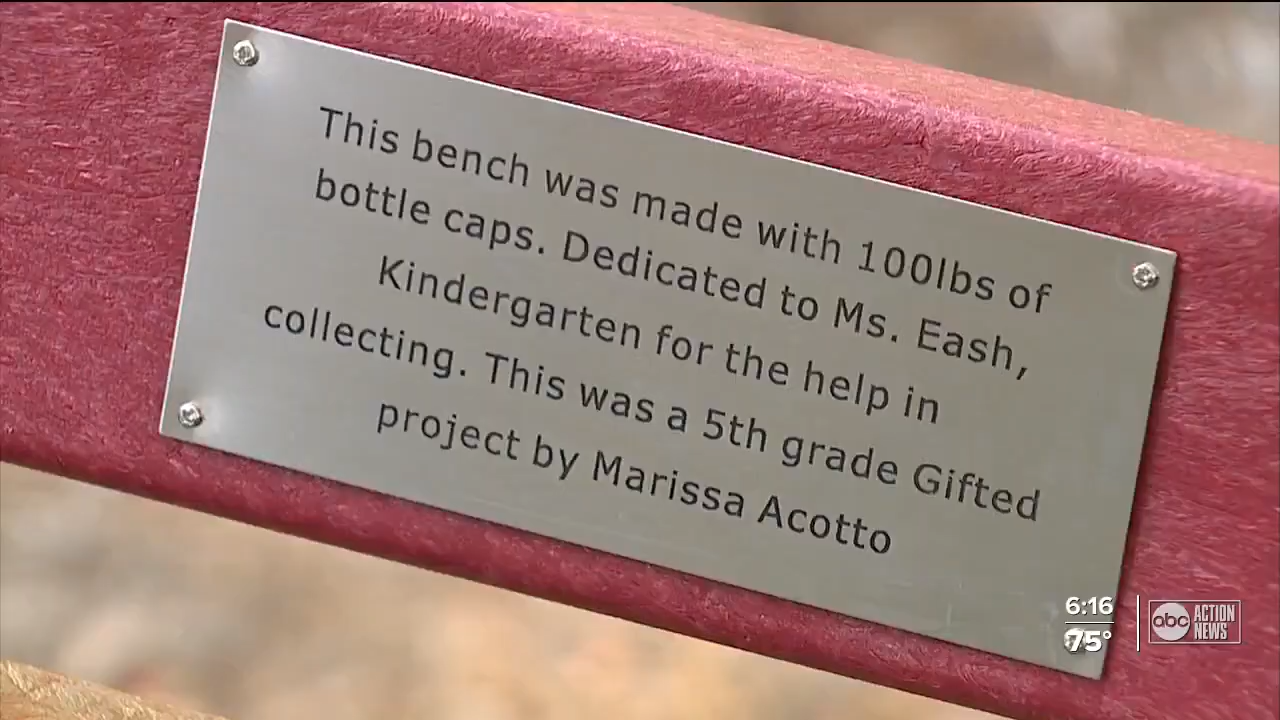 This bench was made with 100lbs of
bottle caps. Dedicated to Ms. Eash,
Kindergarten for the help in
collecting. This was a 5th grade Gifted
project by Marissa Acotto
6:16
75°
abc ACTION
NEWS